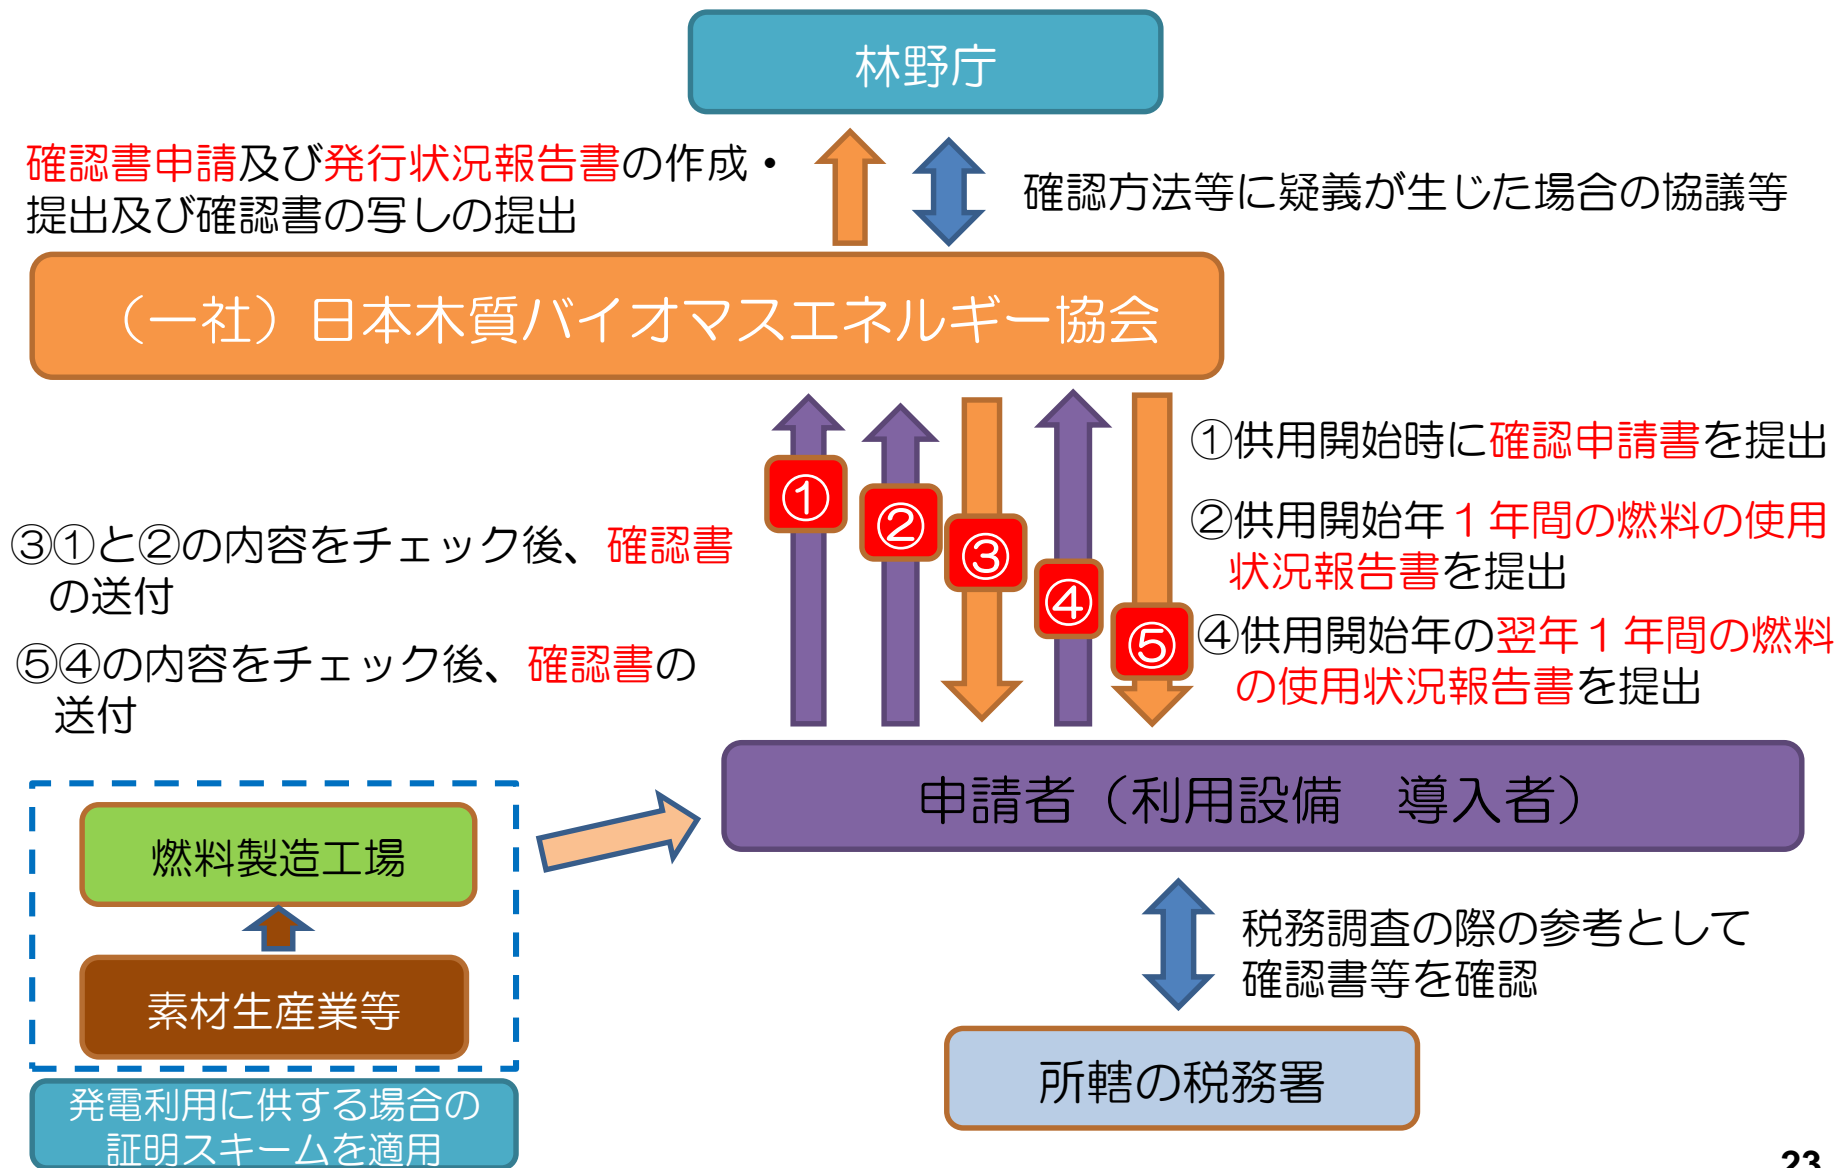 林野庁
確認書申請及び発行状況報告書の作成・
提出及び確認書の写しの提出
確認方法等に疑義が生じた場合の協議等
（一社）日本木質バイオマスエネルギー協会
①
②
③
④
⑤
①供用開始時に確認申請書を提出
②供用開始年１年間の燃料の使用
状況報告書を提出
④供用開始年の翌年１年間の燃料
の使用状況報告書を提出
③①と②の内容をチェック後、確認書
の送付
⑤④の内容をチェック後、確認書の
送付
申請者（利用設備　導入者）
燃料製造工場
素材生産業等
発電利用に供する場合の
証明スキームを適用
税務調査の際の参考として
確認書等を確認
所轄の税務署
23